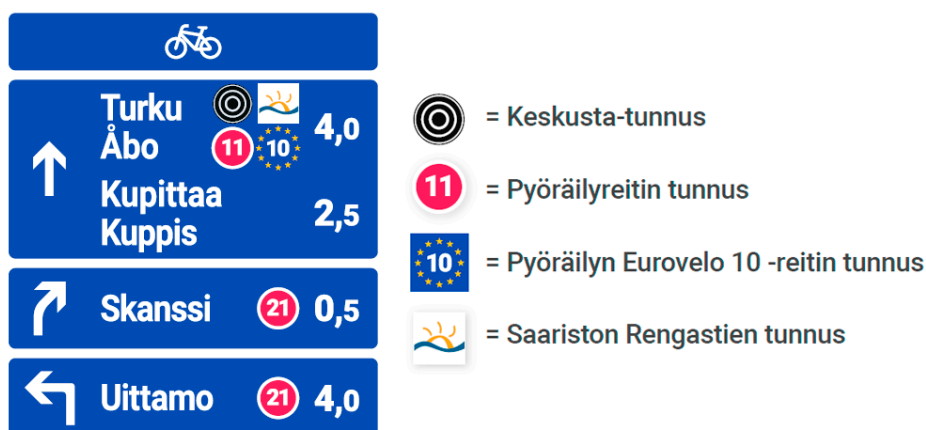 Turku
Åbo
11 10
4,0
Kupittaa
Kuppis
2,5
Skanssi 21 0,5
Uittamo 21 4,0
= Keskusta-tunnus
11 = Pyöräilyreitin tunnus
10 = Pyöräilyn Eurovelo 10 -reitin tunnus
= Saariston Rengastien tunnus